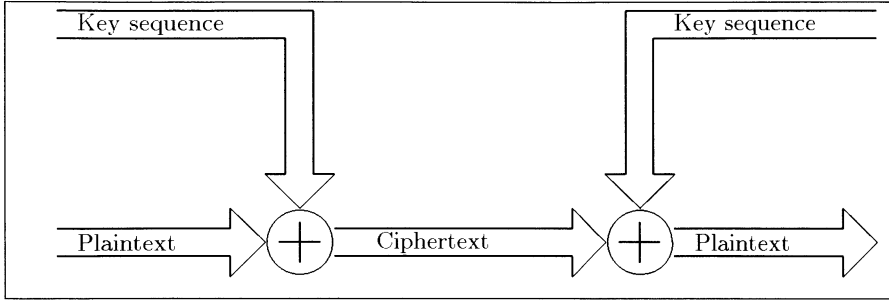 Key sequence
Key sequence
Plaintext
Ciphertext
Plaintext